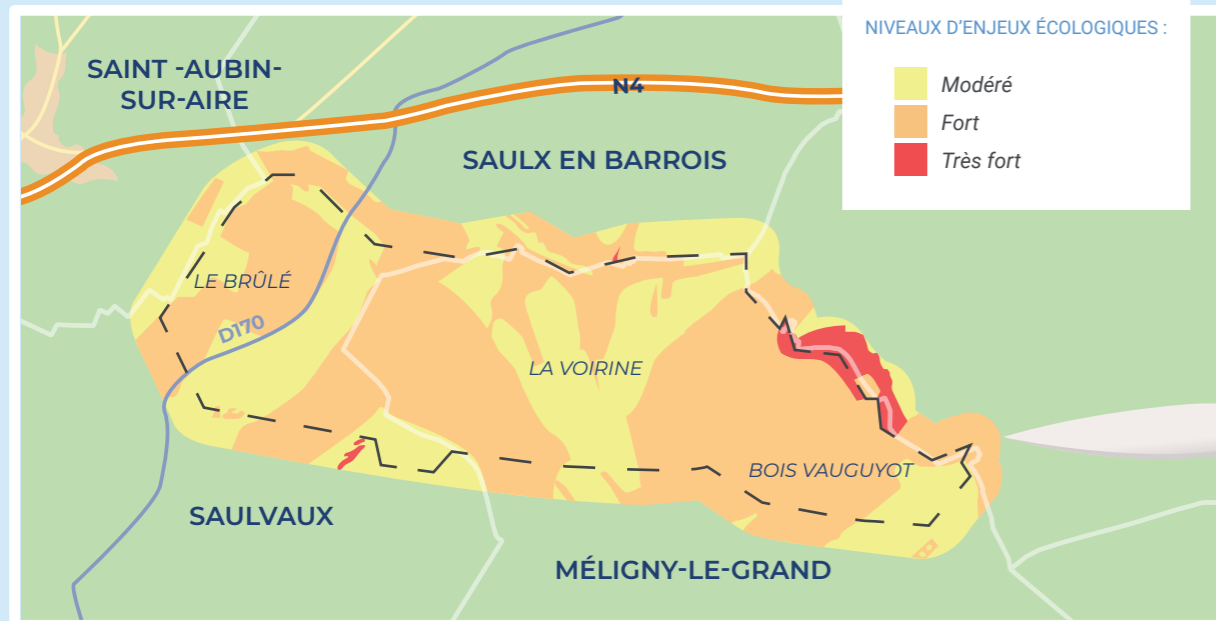 NIVEAUX D'ENJEUX ÉCOLOGIQUES :
Modéré
Fort
Très fort
SAINT -AUBIN-
SUR-AIRE
N4
SAULX EN BARROIS
LE BRÛLÉ
D170
LA VOIRINE
BOIS VAUGUYOT
SAULVAUX
MÉLIGNY-LE-GRAND